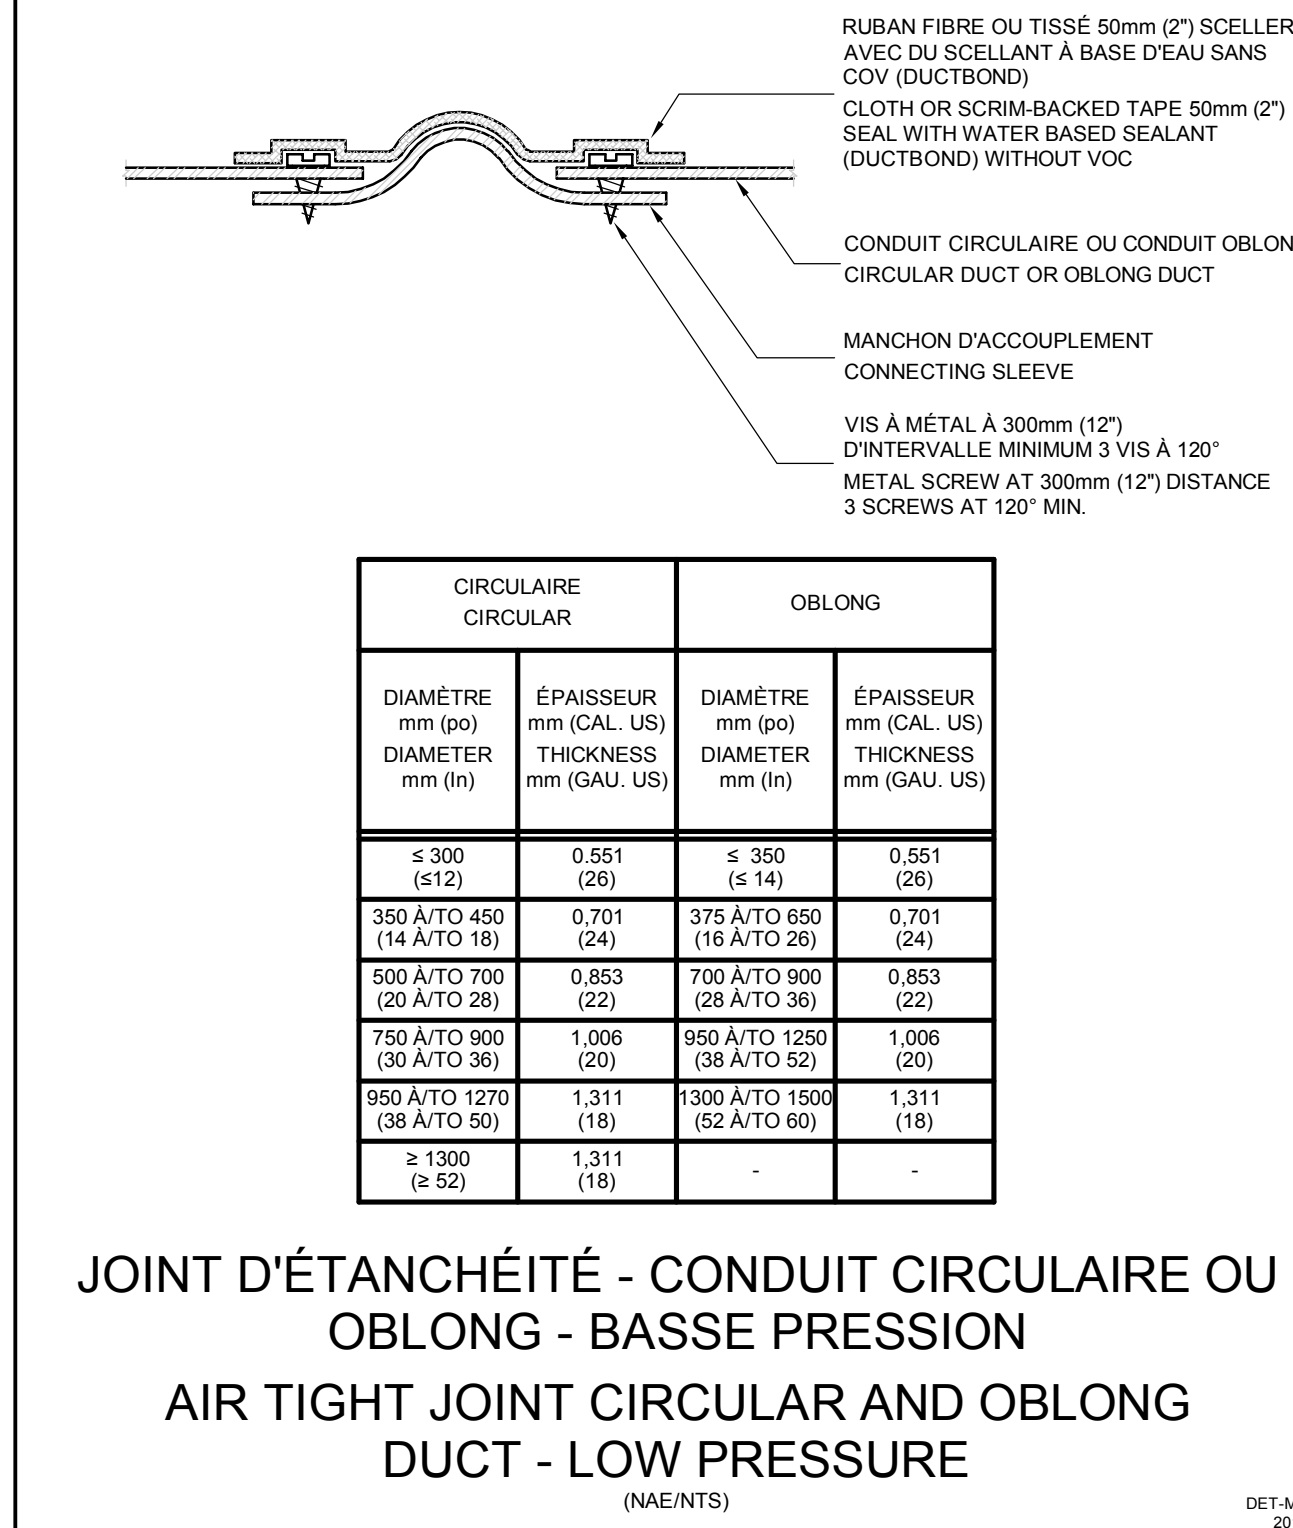 RUBAN FIBRE OU TISSÉ 50mm (2") SCELLER
AVEC DU SCELLANT À BASE D'EAU SANS
COV (DUCTBOND)
CLOTH OR SCRIM-BACKED TAPE 50mm (2")
SEAL WITH WATER BASED SEALANT
(DUCTBOND) WITHOUT VOC
CONDUIT CIRCULAIRE OU CONDUIT OBLON
CIRCULAR DUCT OR OBLONG DUCT
MANCHON D'ACCOUPLEMENT
CONNECTING SLEEVE
VIS À MÉTAL À 300mm (12")
D'INTERVALLE MINIMUM 3 VIS À 120°
METAL SCREW AT 300mm (12") DISTANCE
3 SCREWS AT 120° MIN.
CIRCULAIRE
CIRCULAR
OBLONG
DIAMÈTRE
mm (po)
DIAMETER
mm (In)
ÉPAISSEUR
mm (CAL. US)
THICKNESS
mm (GAU. US)
DIAMÈTRE
mm (po)
DIAMETER
mm (In)
ÉPAISSEUR
mm (CAL. US)
THICKNESS
mm (GAU. US)
≤ 300 0.551 ≤ 350 0,551
(≤12) (26) (≤ 14) (26)
350 À/TO 450 0,701 375 À/TO 650 0,701
(14 À/TO 18) (24) (16 À/TO 26) (24)
500 À/TO 700 0,853 700 À/TO 900 0,853
(20 À/TO 28) (22) (28 À/TO 36) (22)
750 À/TO 900 1,006 950 À/TO 1250 1,006
(30 À/TO 36) (20) (38 À/TO 52) (20)
950 À/TO 1270 1,311 1300 À/TO 1500 1,311
(38 À/TO 50) (18) (52 À/TO 60) (18)
≥ 1300 1,311 - -
(≥ 52) (18)
JOINT D'ÉTANCHÉITÉ - CONDUIT CIRCULAIRE OU
OBLONG - BASSE PRESSION
AIR TIGHT JOINT CIRCULAR AND OBLONG
DUCT - LOW PRESSURE
(NAE/NTS)
DET-M
20